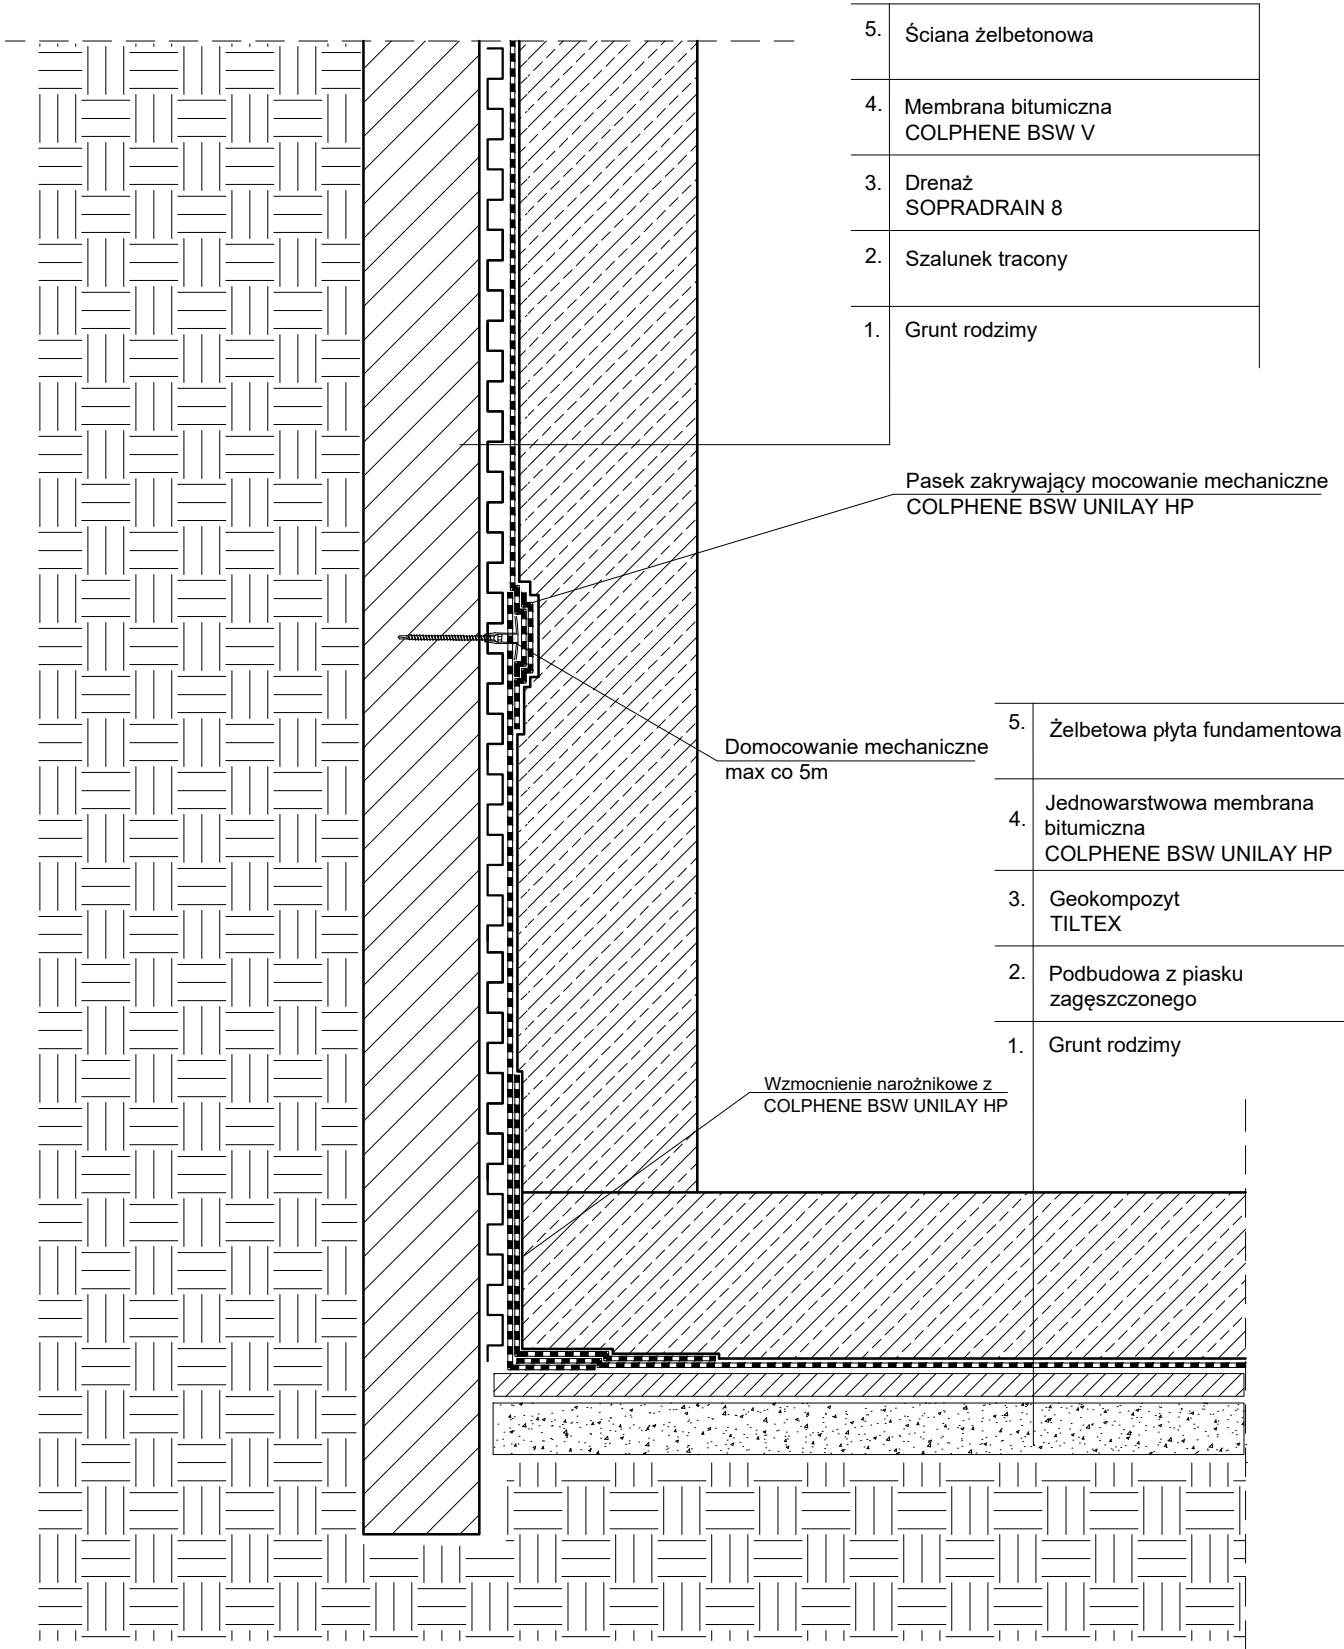 5. Ściana żelbetonowa
4. Membrana bitumiczna
COLPHENE BSW V
3. Drenaż
SOPRADRAIN 8
2. Szalunek tracony
1. Grunt rodzimy
Pasek zakrywający mocowanie mechaniczne
COLPHENE BSW UNILAY HP
Domocowanie mechaniczne
max co 5m
5. Żelbetowa płyta fundamentowa
4. Jednowarstwowa membrana
bitumiczna
COLPHENE BSW UNILAY HP
3. Geokompozyt
TILTEX
2. Podbudowa z piasku
zagęszczonego
1. Grunt rodzimy
Wzmocnienie narożnikowe z
COLPHENE BSW UNILAY HP